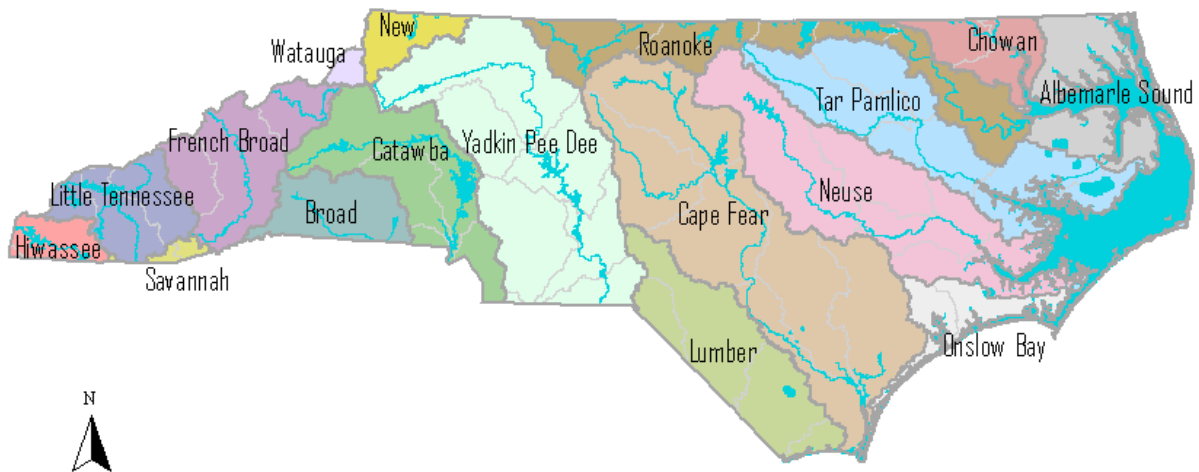 New
Watauga
Roanoke
Chowan
Albemarle Sound
Tar Pamlico
French Broad
Catawba
Yadkin Pee Dee
Little Tennessee
Neuse
Broad
Cape Fear
Hiwassee
Savannah
Onslow Bay
Lumber
N